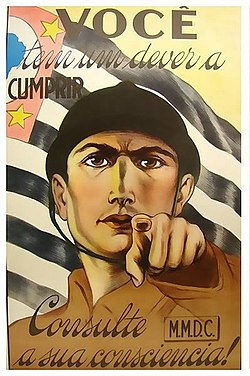 VOCÊ
tem um dever a
CUMPRIR
Consulte M.M.D.C.
a sua consciencia!